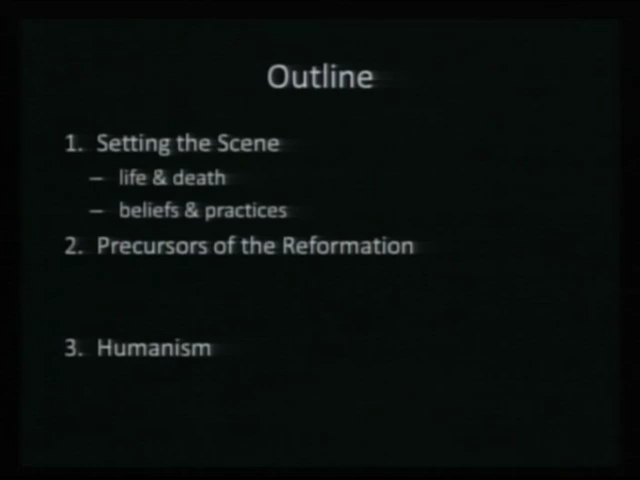 Outline
1. Setting the Scene
– life & death
– beliefs & practices
2. Precursors of the Reformation
3. Humanism